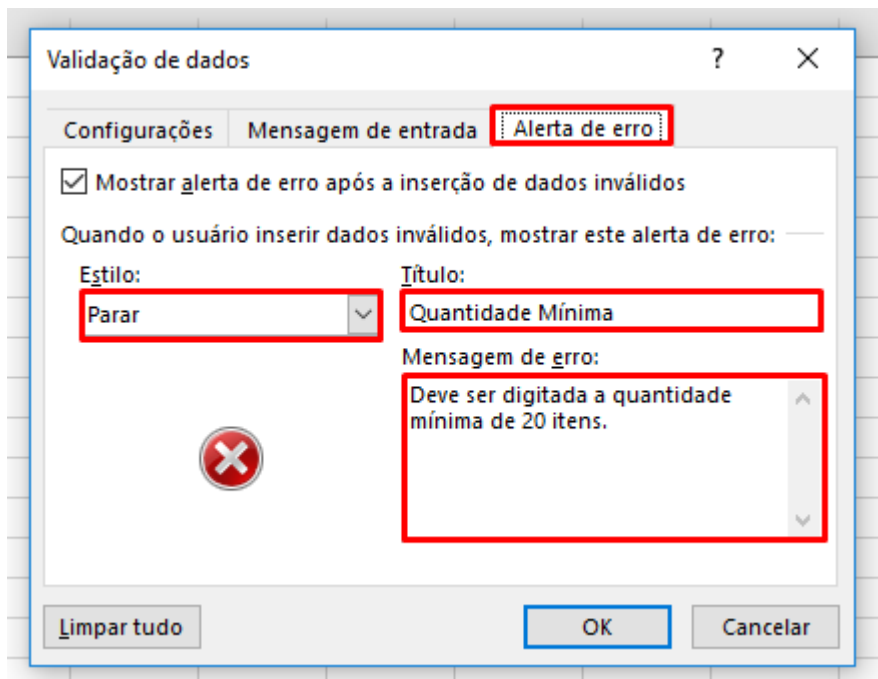 Validação de dados ?
Configurações Mensagem de entrada Alerta de erro
Mostrar alerta de erro após a inserção de dados inválidos
Quando o usuário inserir dados inválidos, mostrar este alerta de erro:
Estilo: Título:
Parar Quantidade Mínima
Mensagem de erro:
Deve ser digitada a quantidade
mínima de 20 itens.
Limpar tudo OK Cancelar